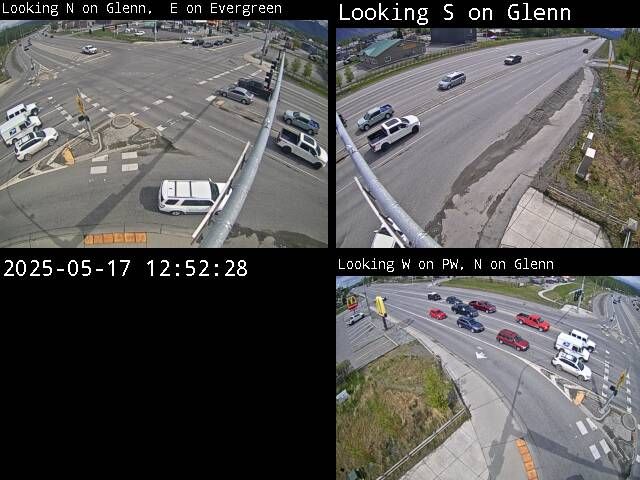 Looking N on Glenn,  E on Evergreen
Looking S on Glenn
2025-05-17 12:52:28
Looking W on PW, N on Glenn